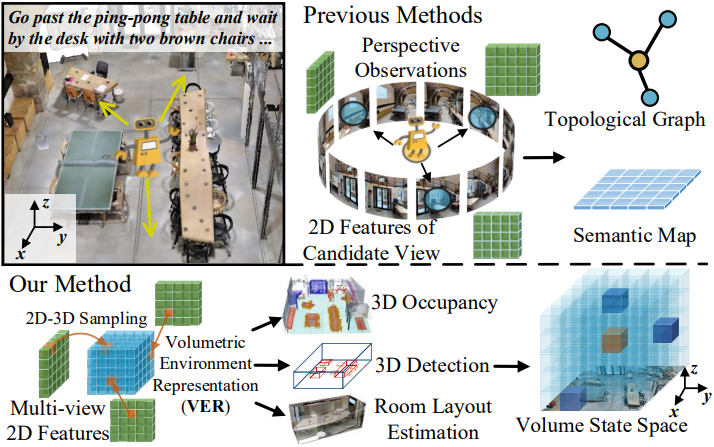 Go past the ping-pong table and wait
by the desk with two brown chairs ...
z
y
x
Previous Methods
Perspective
Observations
2D Features of
Candidate View
Topological Graph
Semantic Map
Our Method
2D-3D Sampling
Multi-view
2D Features
Volumetric
Environment
Representation
(VER)
3D Occupancy
3D Detection
Room Layout
Estimation
Volume State Space
z
y
x